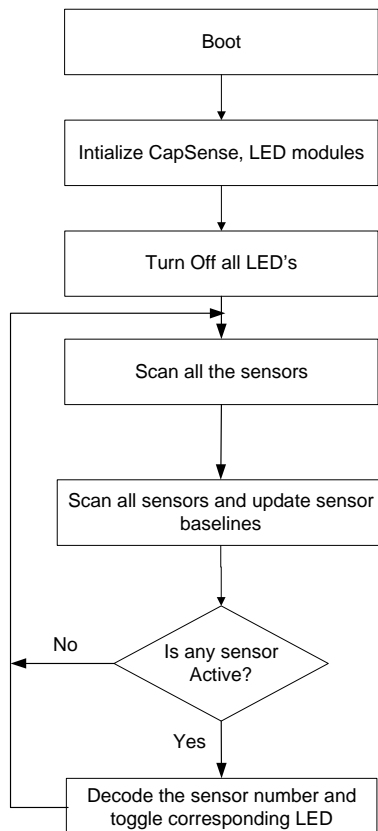 Boot
Intialize CapSense, LED modules
Turn Off all LED's
Scan all the sensors
Scan all sensors and update sensor
baselines
Is any sensor
Active?
No
Yes
Decode the sensor number and
toggle corresponding LED